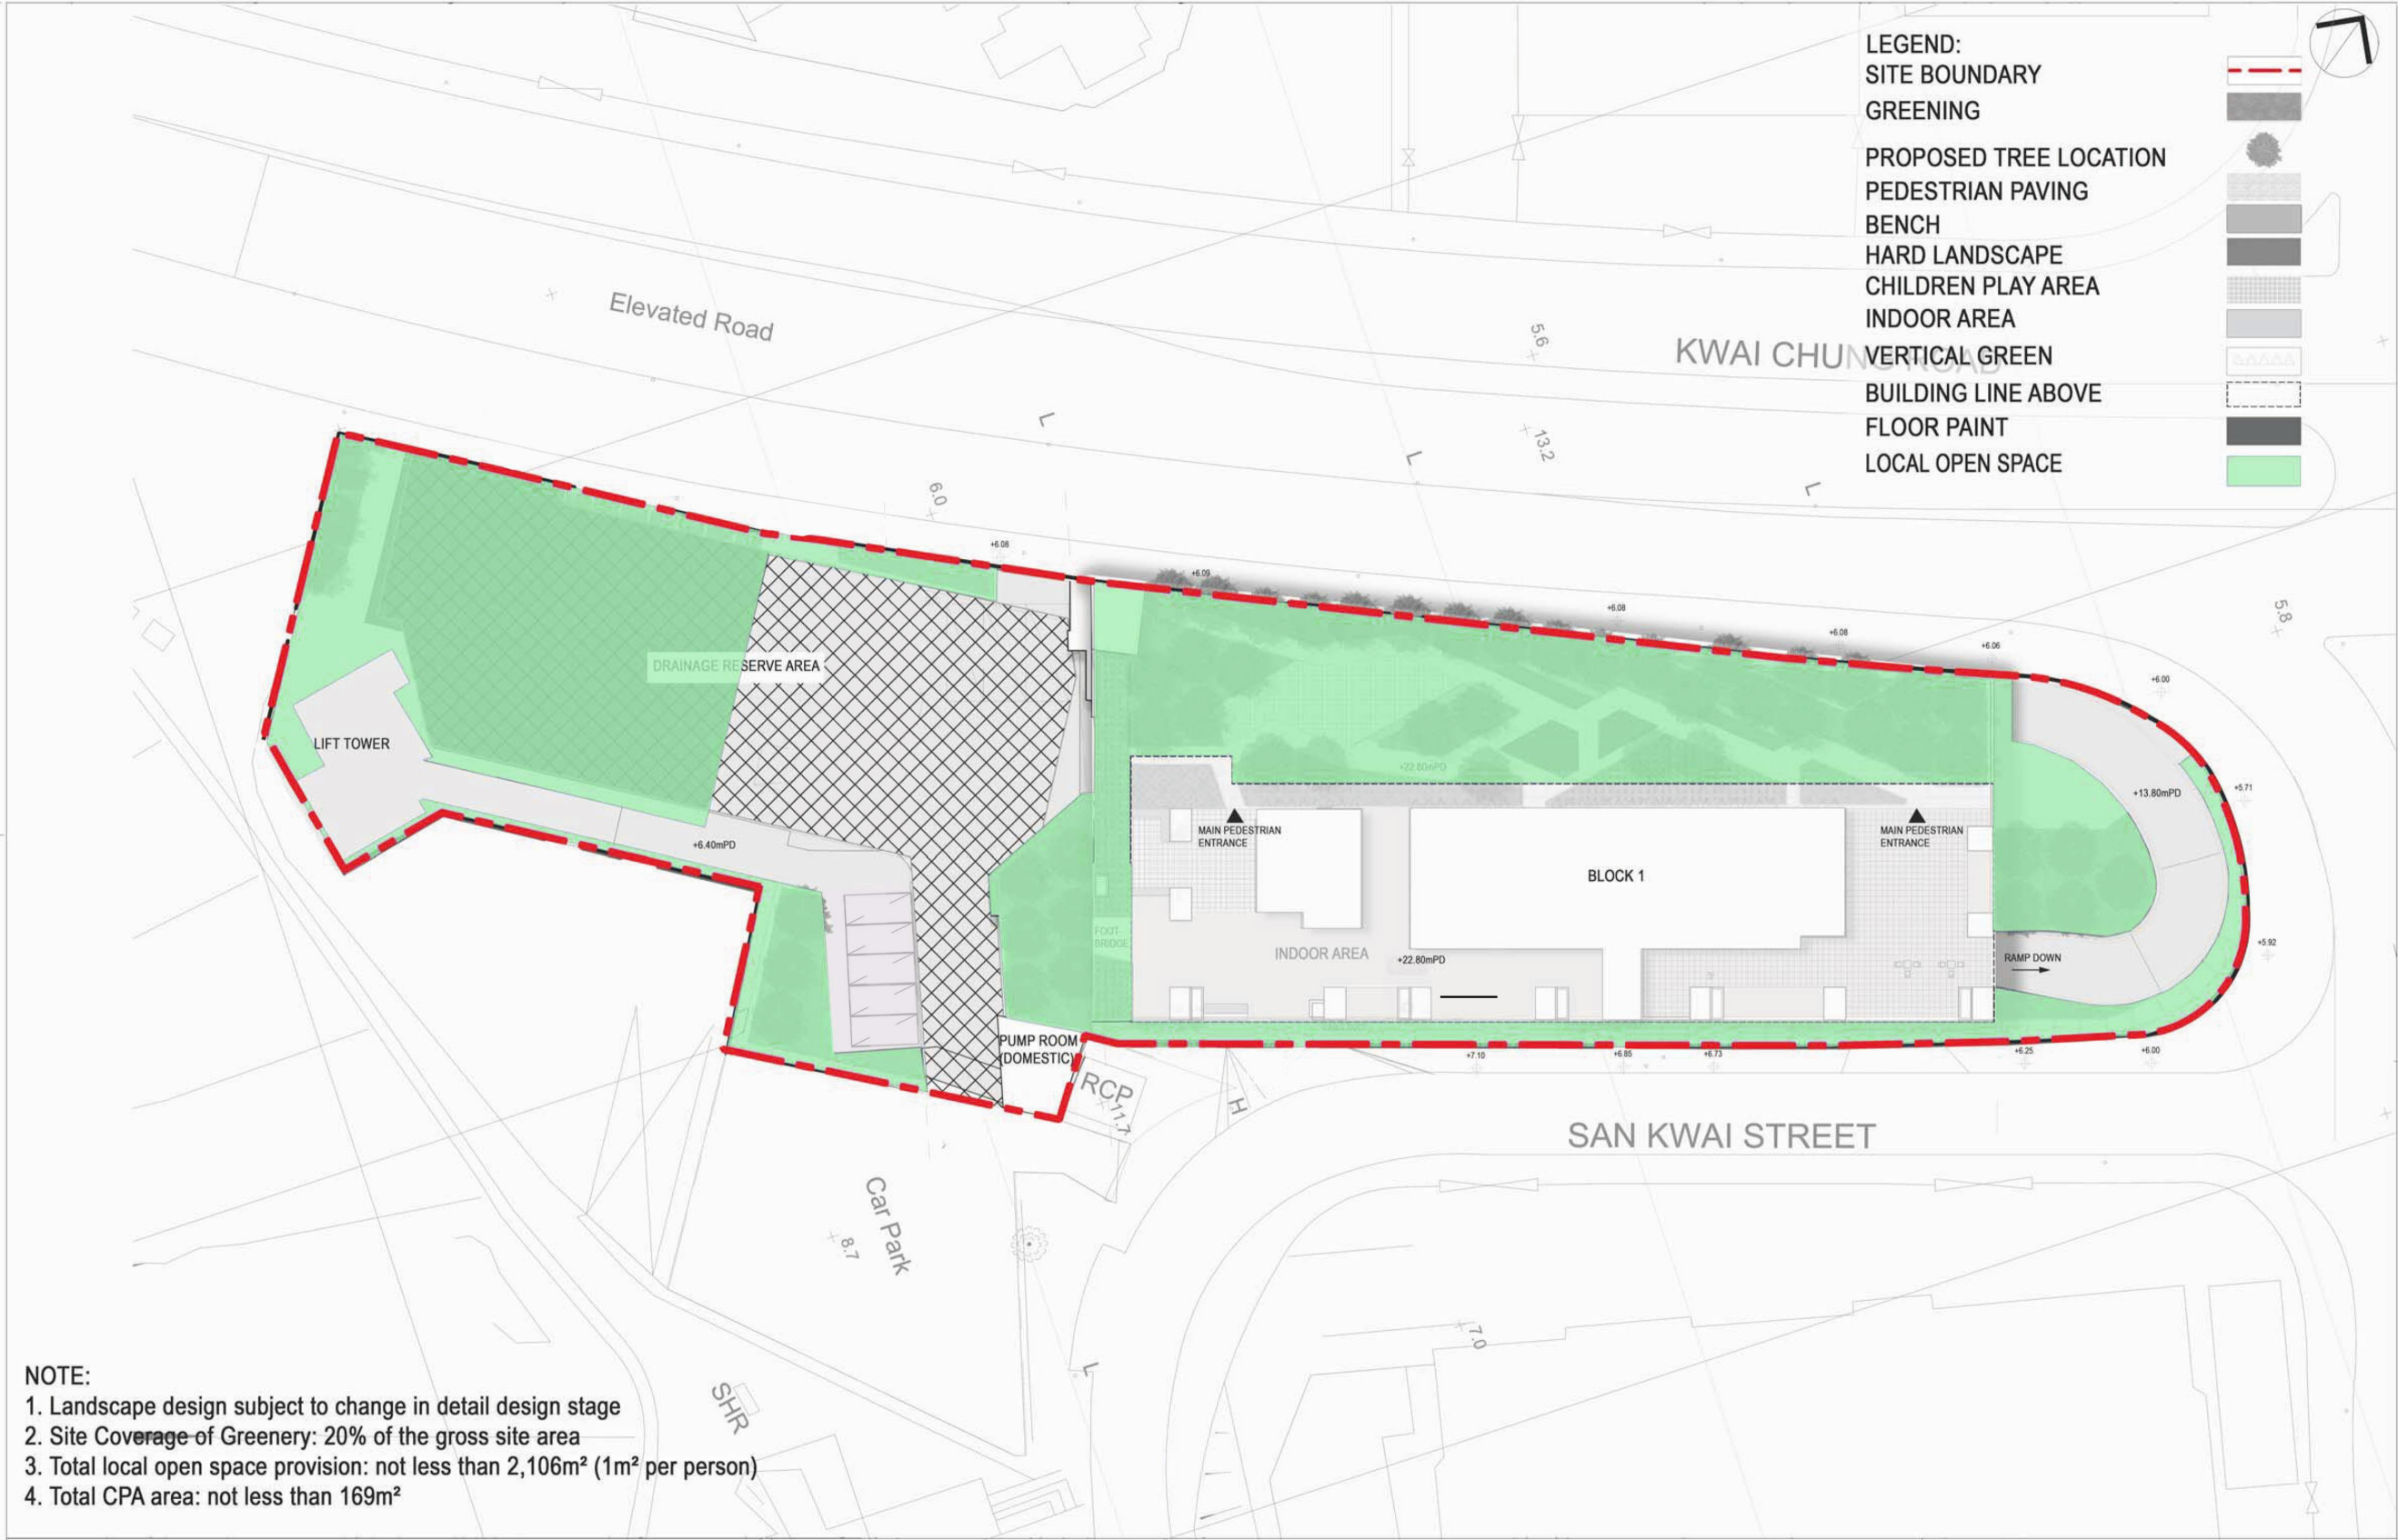 LEGEND:
SITE BOUNDARY
GREENING
PROPOSED TREE LOCATION
PEDESTRIAN PAVING
BENCH
HARD LANDSCAPE
CHILDREN PLAY AREA
INDOOR AREA
VERTICAL GREEN
BUILDING LINE ABOVE
FLOOR PAINT
LOCAL OPEN SPACE
Elevated Road
KWAI CHUNG ROAD
5.6
13.2
L
L
L
6.0
+6.08
+6.09
+6.08
+6.08
+6.06
+6.00
5.8
DRAINAGE RESERVE AREA
LIFT TOWER
+22.80mPD
+13.80mPD
+5.71
MAIN PEDESTRIAN
ENTRANCE
MAIN PEDESTRIAN
ENTRANCE
+6.40mPD
BLOCK 1
FOOT-
BRIDGE
INDOOR AREA
+22.80mPD
RAMP DOWN
+5.92
PUMP ROOM
(DOMESTIC)
+7.10
+6.85
+6.73
+6.25
+6.00
RCP
11.7
H
SAN KWAI STREET
Car Park
8.7
7.0
L
SHR
NOTE:
1. Landscape design subject to change in detail design stage
2. Site Coverage of Greenery: 20% of the gross site area
3. Total local open space provision: not less than 2,106m² (1m² per person)
4. Total CPA area: not less than 169m²